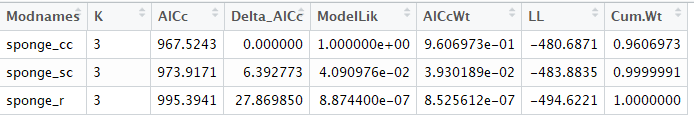 Modnames K AICc Delta_AICc ModelLik AICcWt LL Cum.Wt
sponge_cc 3 967.5243 0.000000 1.000000e+00 9.606973e-01 -480.6871 0.9606973
sponge_sc 3 973.9171 6.392773 4.090976e-02 3.930189e-02 -483.8835 0.9999991
sponge_r 3 995.3941 27.869850 8.874400e-07 8.525612e-07 -494.6221 1.0000000